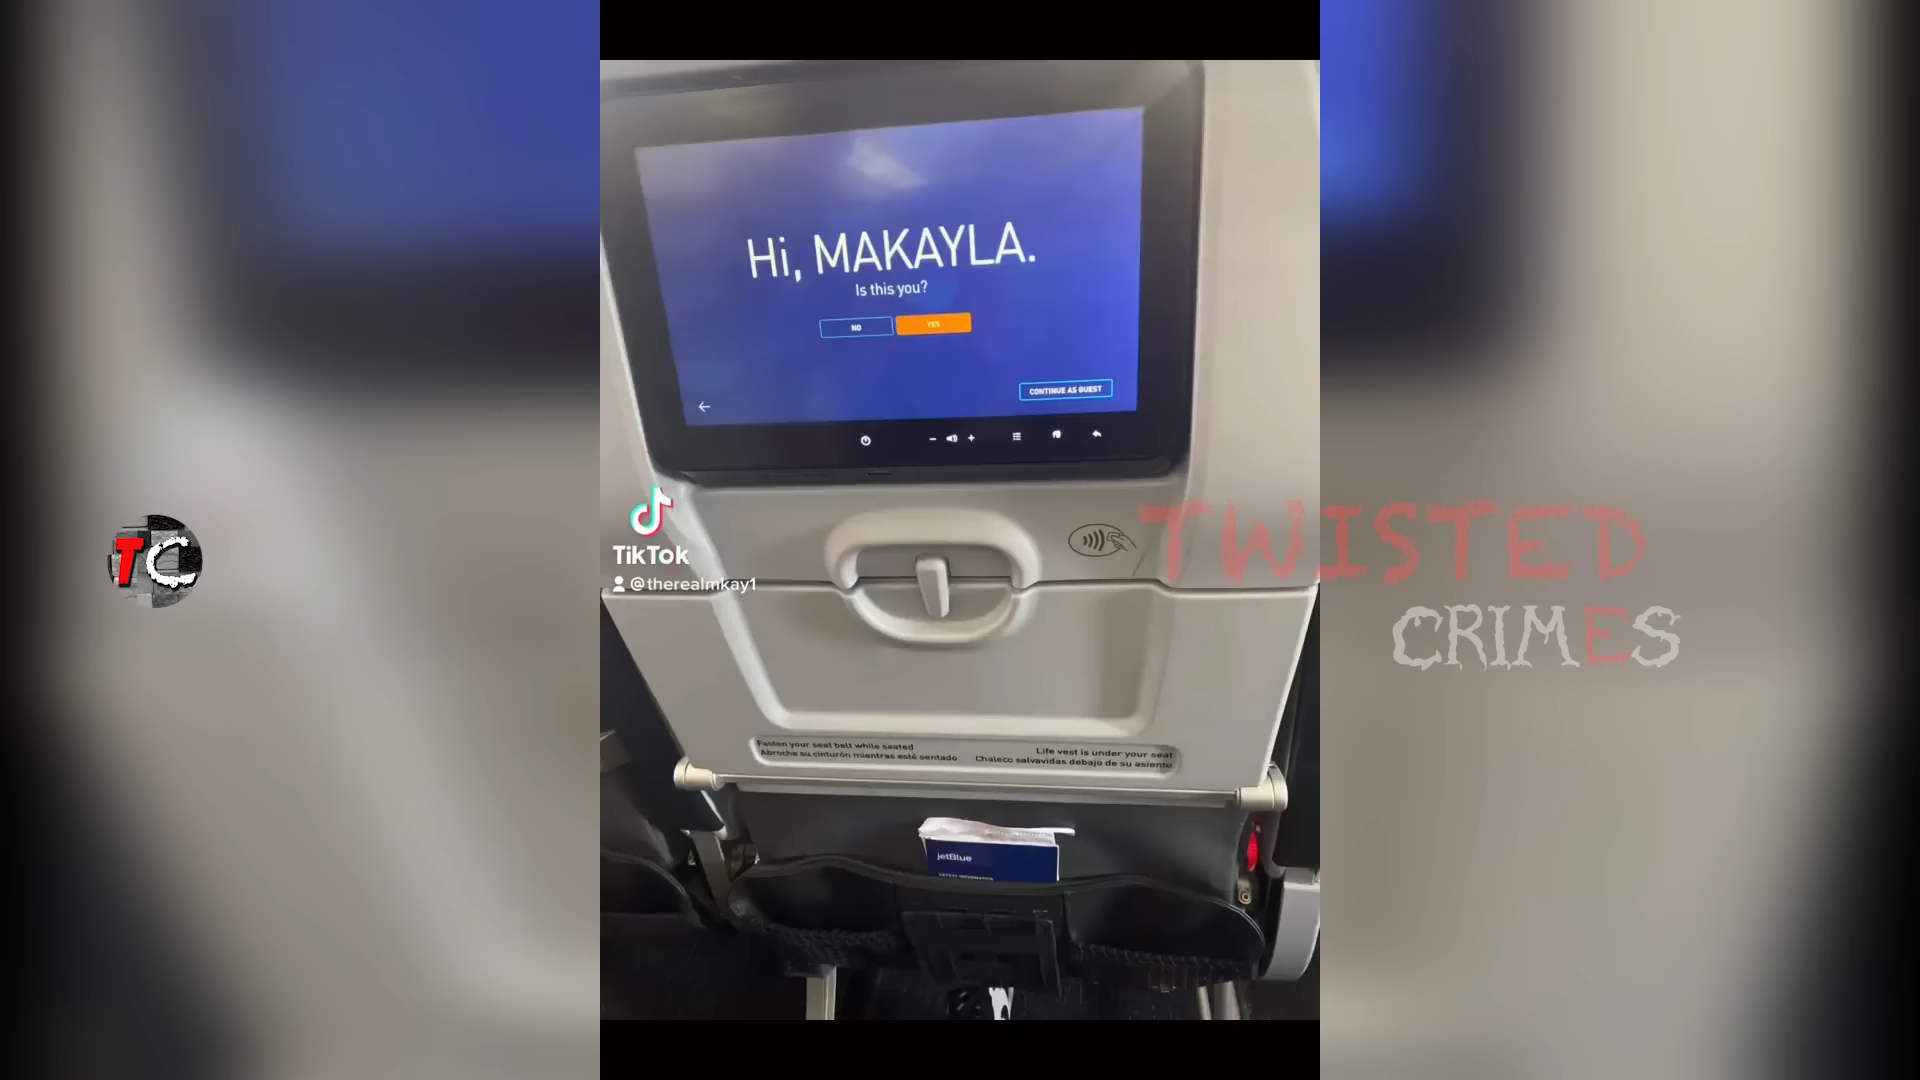 Hi, MAKAYLA.
Is this you?
NO
YES
CONTINUE AS GUEST
TikTok
@therealmkay1
TC
TWISTED
CRIMES
Fasten your seat belt while seated
Abroche su cinturón mientras esté sentado
Life vest is under your seat
Chaleco salvavidas debajo de su asiento
jetBlue
SAFETY INFORMATION